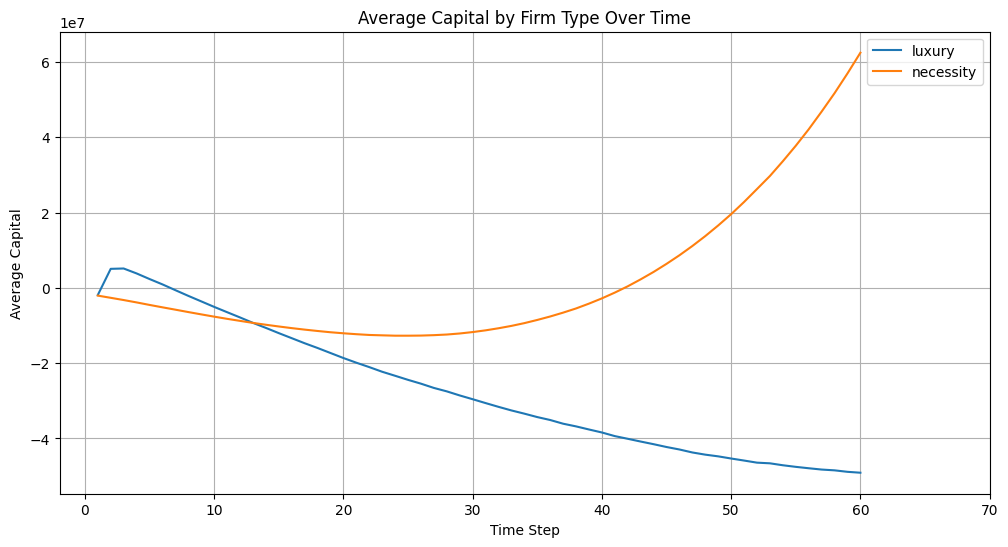 Average Capital by Firm Type Over Time
1e7
luxury
necessity
6
4
2
0
−2
−4
Average Capital
0 10 20 30 40 50 60 70
Time Step